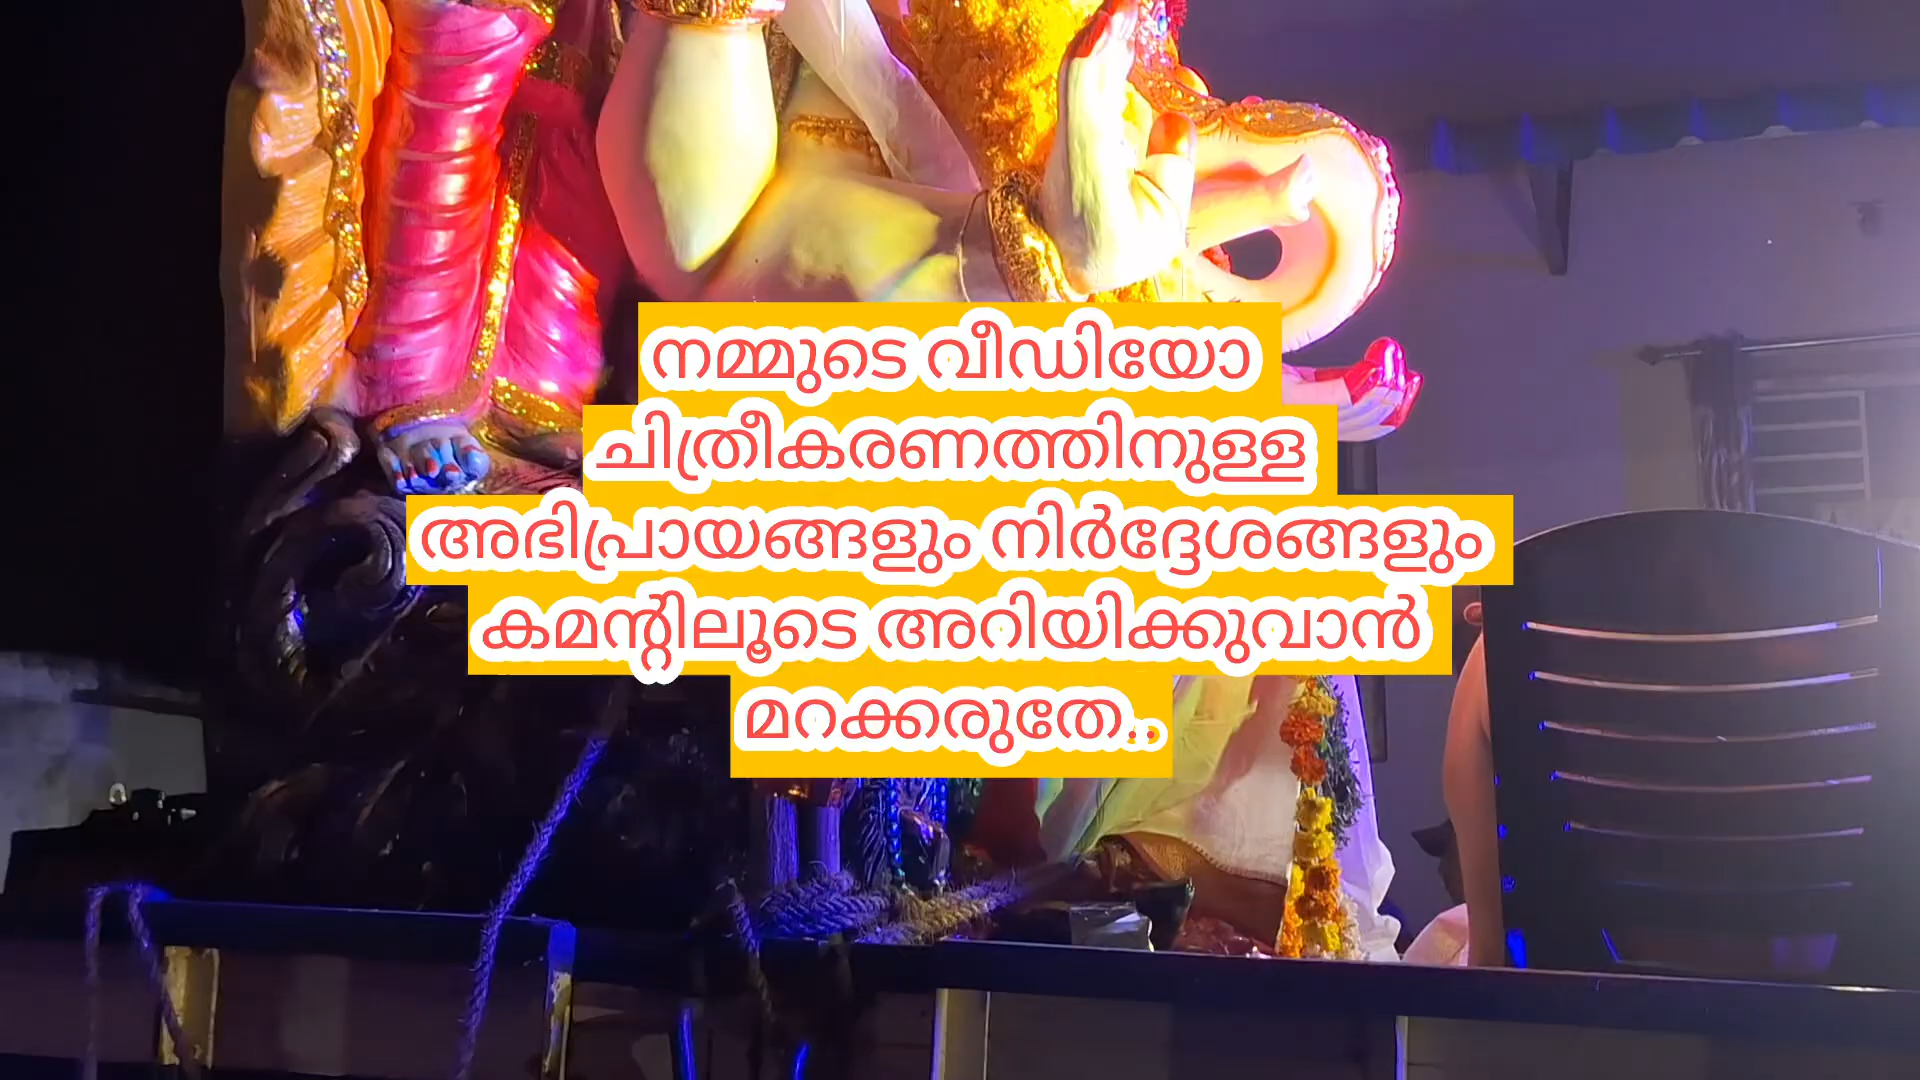 നമ്മുടെ വീഡിയോ
ചിത്രീകരണത്തിനുള്ള
അഭിപ്രായങ്ങളും നിർദ്ദേശങ്ങളും
കമന്റിലൂടെ അറിയിക്കുവാൻ
മറക്കരുതേ..